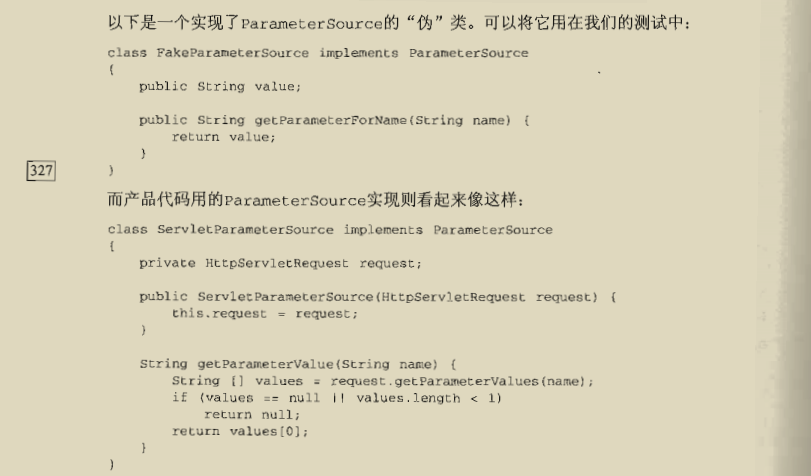 以下是一个实现了ParameterSource的“伪”类。可以将它用在我们的测试中：
class FakeParameterSource implements ParameterSource
{
    public String value;
    public String getParameterForName(String name) {
        return value;
    }
}
327
而产品代码用的ParameterSource实现则看起来像这样：
class ServletParameterSource implements ParameterSource
{
    private HttpServletRequest request;
    public ServletParameterSource(HttpServletRequest request) {
        this.request = request;
    }
    String getParameterValue(String name) {
        String [] values = request.getParameterValues(name);
        if (values == null || values.length < 1)
            return null;
        return values[0];
    }
}